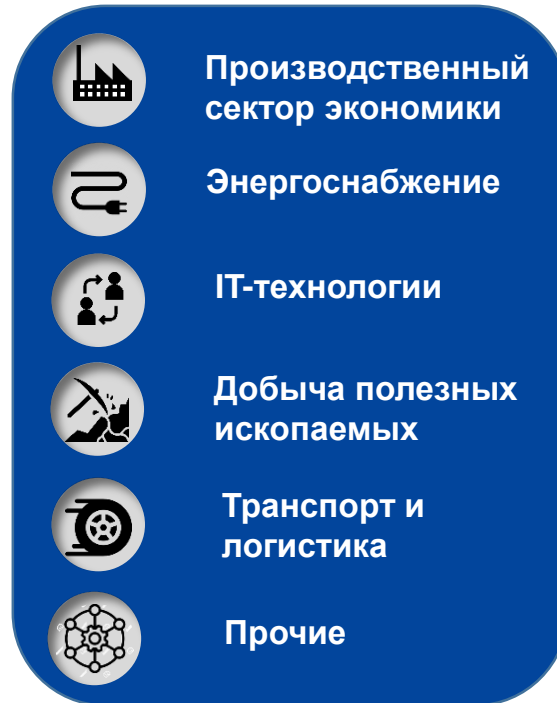 Производственный
сектор экономики
Энергоснабжение
IT-технологии
Добыча полезных
ископаемых
Транспорт и
логистика
Прочие